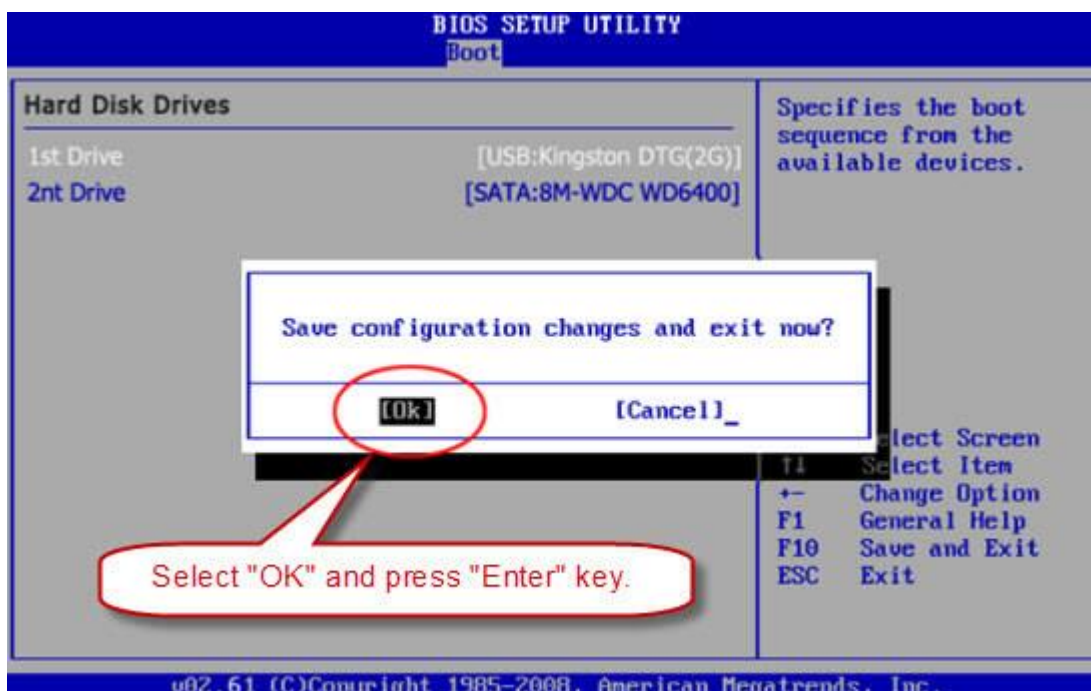 BIOS SETUP UTILITY
Boot
Hard Disk Drives
1st Drive [USB:Kingston DTG(2G)]
2nt Drive [SATA:8M-WDC WD6400]
Specifies the boot
sequence from the
available devices.
Save configuration changes and exit now?
[Ok] [Cancel]_
lect Screen
↑↓ Select Item
+- Change Option
F1 General Help
F10 Save and Exit
ESC Exit
Select "OK" and press "Enter" key.
v02.61 (C)Copyright 1985-2008, American Megatrends, Inc.